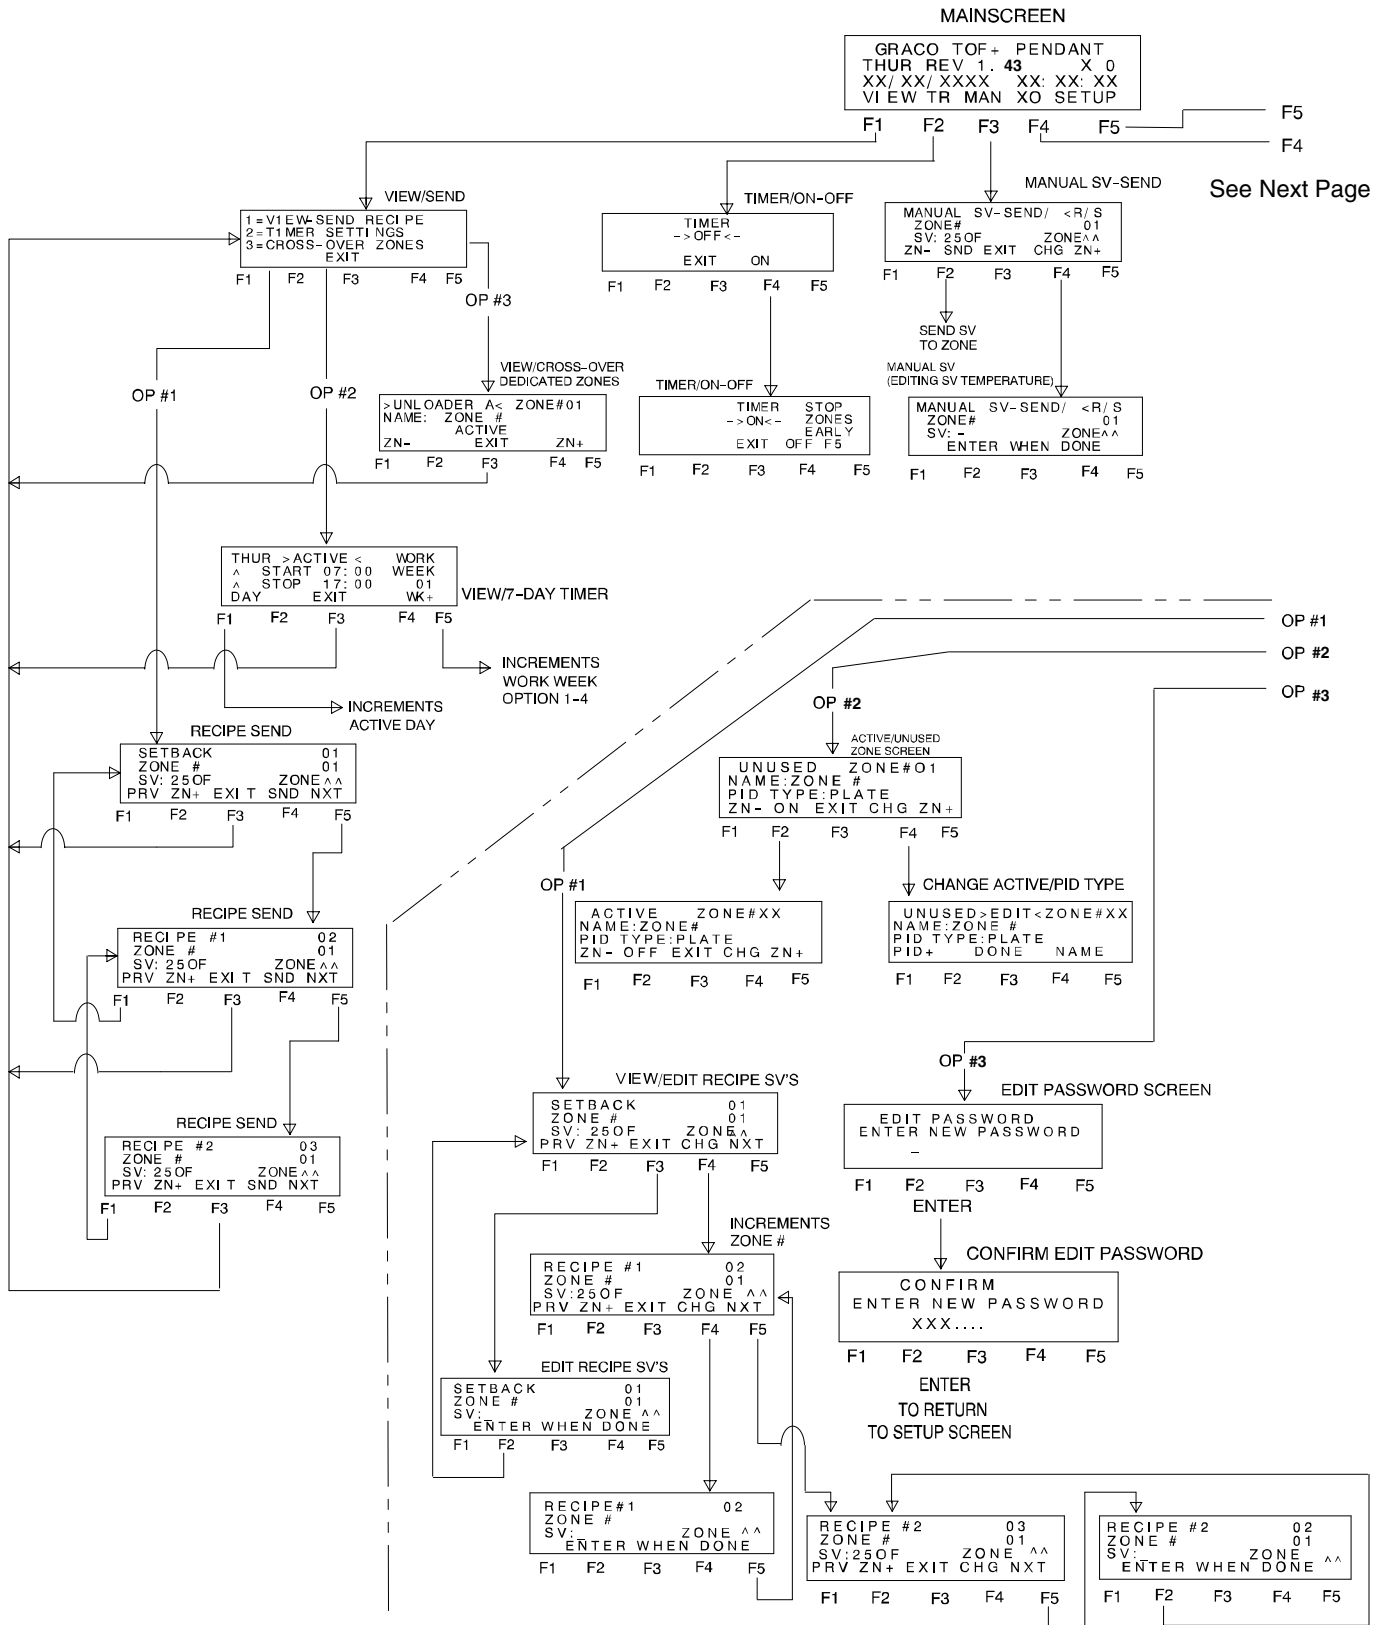 MAINSCREEN
GRACO TOF+ PENDANT
THUR REV 1. 43 X 0
XX/ XX/ XXXX XX: XX: XX
VIEW TR MAN XO SETUP
F1 F2 F3 F4 F5
F5
F4
See Next Page
VIEW/SEND
1=V1EW-SEND RECIPE
2=T1MER SETTINGS
3=CROSS-OVER ZONES
EXIT
F1 F2 F3 F4 F5
OP #3
OP #1
OP #2
TIMER/ON-OFF
TIMER
->OFF<-
EXIT ON
F1 F2 F3 F4 F5
MANUAL SV-SEND
MANUAL SV-SEND/ <R/ S
ZONE# 01
SV: 25OF ZONE^^
ZN- SND EXIT CHG ZN+
F1 F2 F3 F4 F5
SEND SV
TO ZONE
VIEW/CROSS-OVER
DEDICATED ZONES
>UNLOADER A< ZONE#01
NAME: ZONE #
ACTIVE
ZN- EXIT ZN+
F1 F2 F3 F4 F5
TIMER/ON-OFF
TIMER STOP
->ON<- ZONES
EARLY
EXIT OFF F5
F1 F2 F3 F4 F5
MANUAL SV
(EDITING SV TEMPERATURE)
MANUAL SV-SEND/ <R/ S
ZONE# 01
SV: - ZONE^^
ENTER WHEN DONE
F1 F2 F3 F4 F5
THUR >ACTIVE < WORK
^ START 07: 00 WEEK
^ STOP 17: 00 01
DAY EXIT WK+
VIEW/7-DAY TIMER
F1 F2 F3 F4 F5
INCREMENTS
WORK WEEK
OPTION 1-4
INCREMENTS
ACTIVE DAY
RECIPE SEND
SETBACK 01
ZONE # 01
SV: 25OF ZONE^^
PRV ZN+ EXIT SND NXT
F1 F2 F3 F4 F5
RECIPE SEND
RECIPE #1 02
ZONE # 01
SV: 25OF ZONE^^
PRV ZN+ EXIT SND NXT
F1 F2 F3 F4 F5
RECIPE SEND
RECIPE #2 03
ZONE # 01
SV: 25OF ZONE^^
PRV ZN+ EXIT SND NXT
F1 F2 F3 F4 F5
OP #1
OP #2
OP #3
OP #2
ACTIVE/UNUSED
ZONE SCREEN
UNUSED ZONE#O1
NAME:ZONE #
PID TYPE:PLATE
ZN- ON EXIT CHG ZN+
F1 F2 F3 F4 F5
OP #1
ACTIVE ZONE#XX
NAME:ZONE#
PID TYPE:PLATE
ZN- OFF EXIT CHG ZN+
F1 F2 F3 F4 F5
CHANGE ACTIVE/PID TYPE
UNUSED>EDIT<ZONE#XX
NAME:ZONE #
PID TYPE:PLATE
PID+ DONE NAME
F1 F2 F3 F4 F5
OP #3
VIEW/EDIT RECIPE SV'S
SETBACK 01
ZONE # 01
SV: 25OF ZONE^^
PRV ZN+ EXIT CHG NXT
F1 F2 F3 F4 F5
EDIT PASSWORD SCREEN
EDIT PASSWORD
ENTER NEW PASSWORD
_
F1 F2 F3 F4 F5
ENTER
INCREMENTS
ZONE #
RECIPE #1 02
ZONE # 01
SV:25OF ZONE ^^
PRV ZN+ EXIT CHG NXT
F1 F2 F3 F4 F5
CONFIRM EDIT PASSWORD
CONFIRM
ENTER NEW PASSWORD
XXX....
F1 F2 F3 F4 F5
ENTER
TO RETURN
TO SETUP SCREEN
EDIT RECIPE SV'S
SETBACK 01
ZONE # 01
SV:_ ZONE ^^
ENTER WHEN DONE
F1 F2 F3 F4 F5
RECIPE#1 02
ZONE #
SV:_ ZONE ^^
ENTER WHEN DONE
F1 F2 F3 F4 F5
RECIPE #2 03
ZONE # 01
SV:25OF ZONE ^^
PRV ZN+ EXIT CHG NXT
F1 F2 F3 F4 F5
RECIPE #2 02
ZONE # 01
SV:_ ZONE ^^
ENTER WHEN DONE
F1 F2 F3 F4 F5